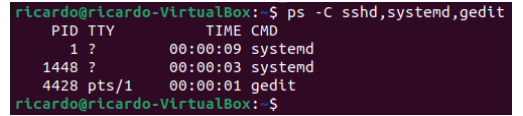 ricardo@ricardo-VirtualBox:~$ ps -C sshd,systemd,gedit
    PID TTY          TIME CMD
      1 ?        00:00:09 systemd
   1448 ?        00:00:03 systemd
   4428 pts/1    00:00:01 gedit
ricardo@ricardo-VirtualBox:~$